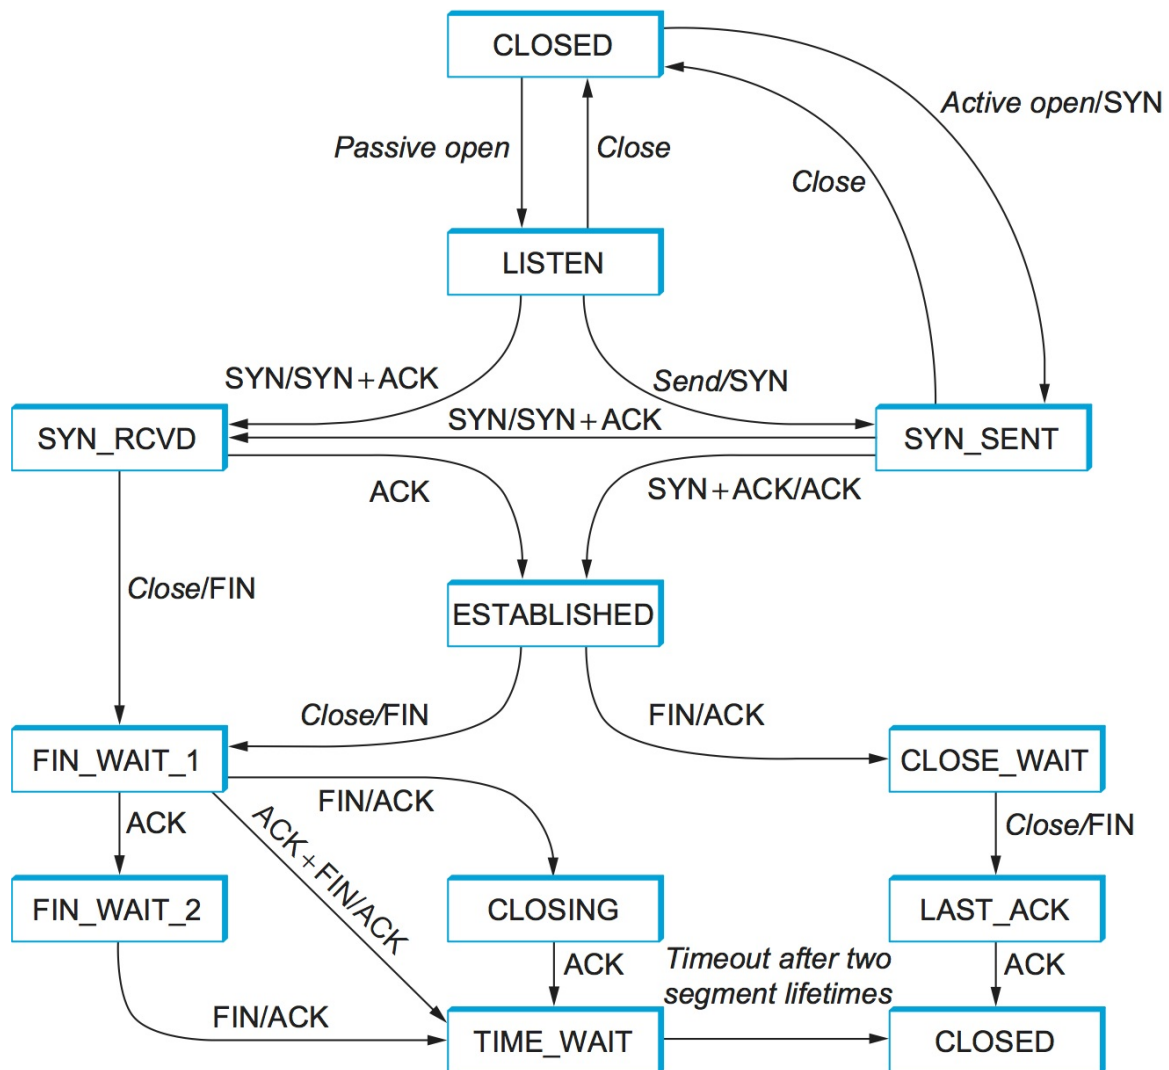 CLOSED
Active open/SYN
Passive open
Close
Close
LISTEN
SYN/SYN+ACK
Send/SYN
SYN/SYN+ACK
SYN_RCVD
SYN_SENT
ACK
SYN+ACK/ACK
Close/FIN
ESTABLISHED
Close/FIN
FIN/ACK
FIN_WAIT_1
CLOSE_WAIT
FIN/ACK
ACK
ACK+FIN/ACK
Close/FIN
FIN_WAIT_2
CLOSING
LAST_ACK
ACK
Timeout after two
segment lifetimes
ACK
FIN/ACK
TIME_WAIT
CLOSED